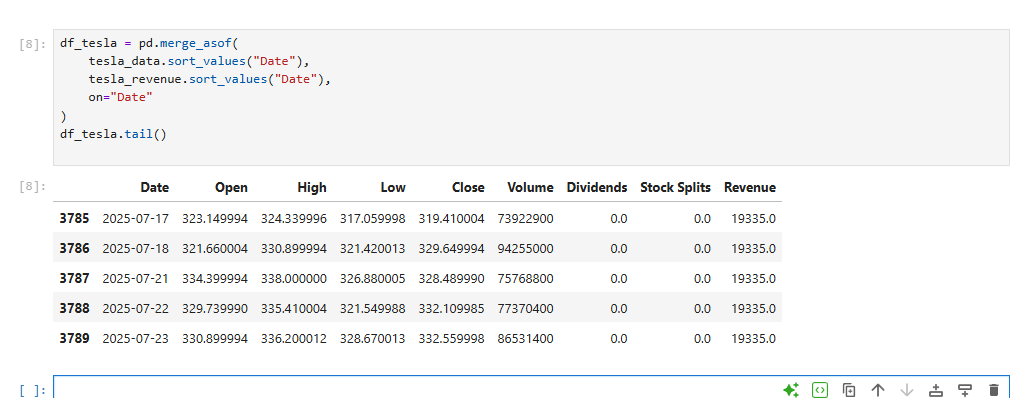 [8]: df_tesla = pd.merge_asof(
tesla_data.sort_values("Date"),
tesla_revenue.sort_values("Date"),
on="Date"
)
df_tesla.tail()
[8]:
Date Open High Low Close Volume Dividends Stock Splits Revenue
3785 2025-07-17 323.149994 324.339996 317.059998 319.410004 73922900 0.0 0.0 19335.0
3786 2025-07-18 321.660004 330.899994 321.420013 329.649994 94255000 0.0 0.0 19335.0
3787 2025-07-21 334.399994 338.000000 326.880005 328.489990 75768800 0.0 0.0 19335.0
3788 2025-07-22 329.739990 335.410004 321.549988 332.109985 77370400 0.0 0.0 19335.0
3789 2025-07-23 330.899994 336.200012 328.670013 332.559998 86531400 0.0 0.0 19335.0
[ ]: